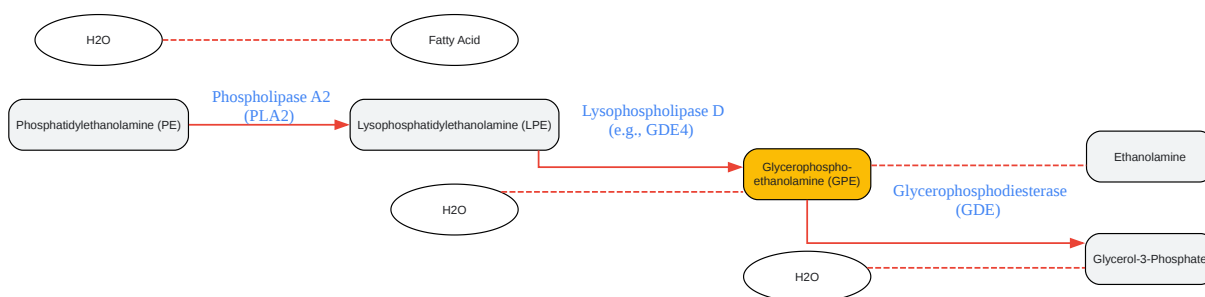 H2O
Fatty Acid
Phospholipase A2
(PLA2)
Phosphatidylethanolamine (PE)
Lysophosphatidylethanolamine (LPE)
Lysophospholipase D
(e.g., GDE4)
Glycerophospho-
ethanolamine (GPE)
Ethanolamine
H2O
Glycerophosphodiesterase
(GDE)
Glycerol-3-Phosphate
H2O